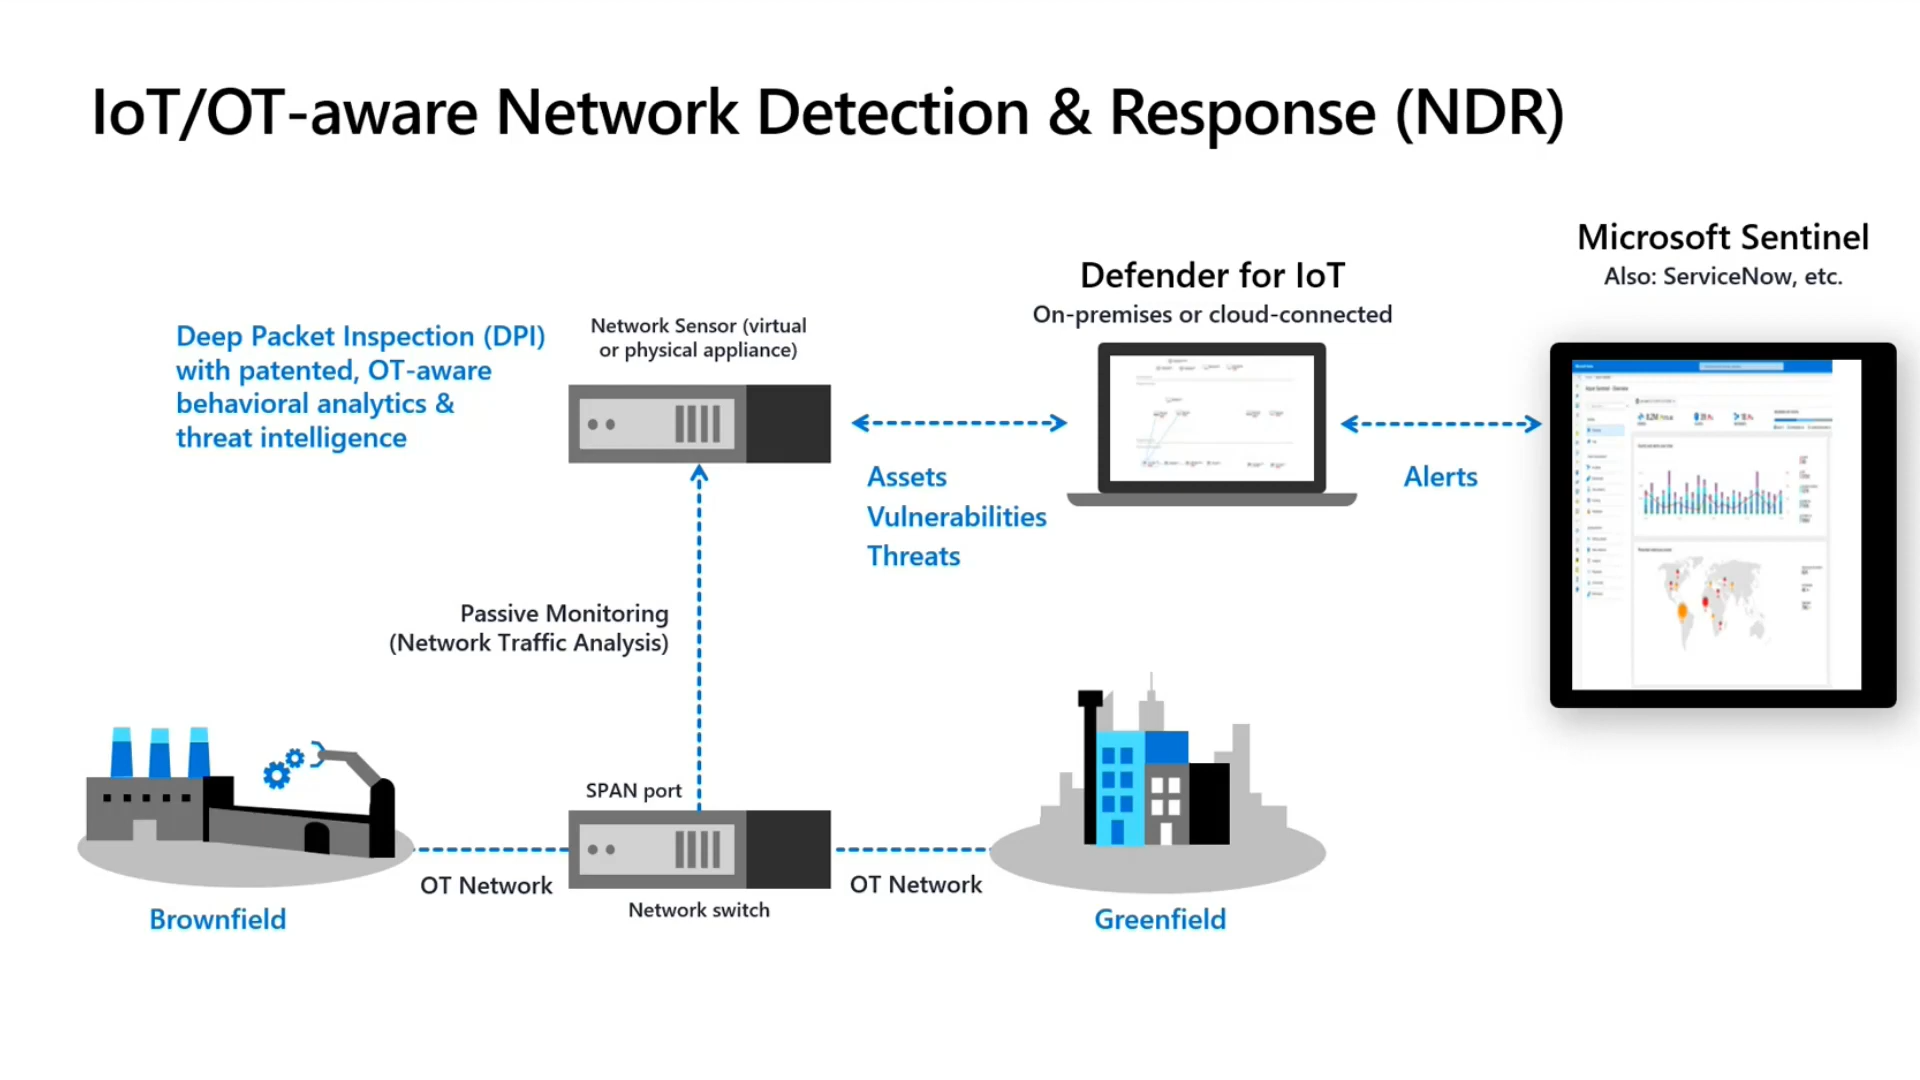 IoT/OT-aware Network Detection & Response (NDR)
Microsoft Sentinel
Also: ServiceNow, etc.
Defender for IoT
On-premises or cloud-connected
Network Sensor (virtual
or physical appliance)
Deep Packet Inspection (DPI)
with patented, OT-aware
behavioral analytics &
threat intelligence
Assets
Vulnerabilities
Threats
Alerts
Passive Monitoring
(Network Traffic Analysis)
SPAN port
OT Network
OT Network
Network switch
Brownfield
Greenfield